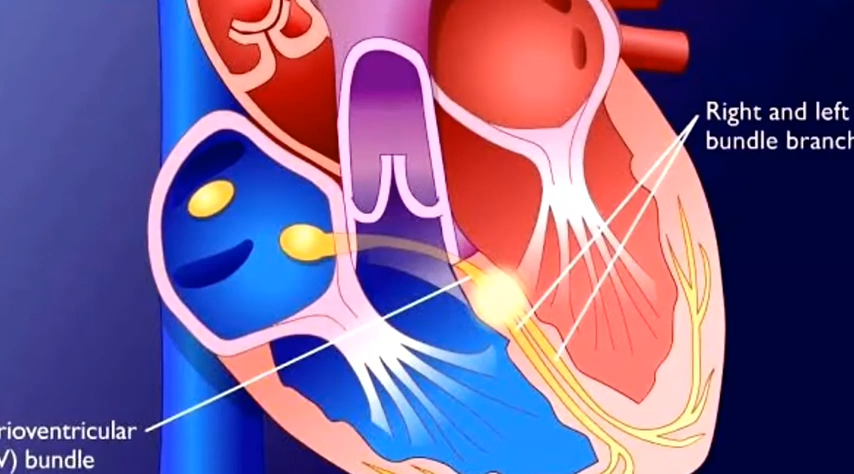 Right and left
bundle branch
rioventricular
V) bundle